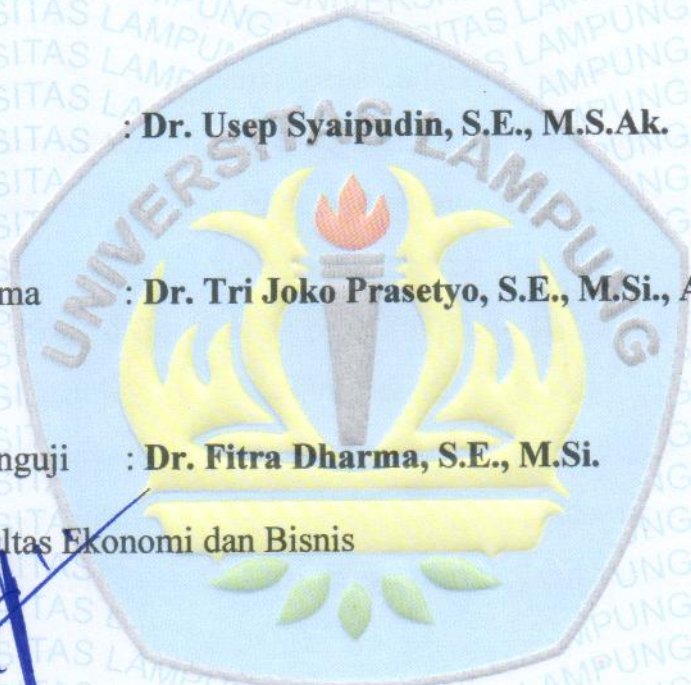 : Dr. Usep Syaipudin, S.E., M.S.Ak.
UNIVERSITAS LAMPUNG
ma : Dr. Tri Joko Prasetyo, S.E., M.Si., A
nguji : Dr. Fitra Dharma, S.E., M.Si.
ltas Ekonomi dan Bisnis